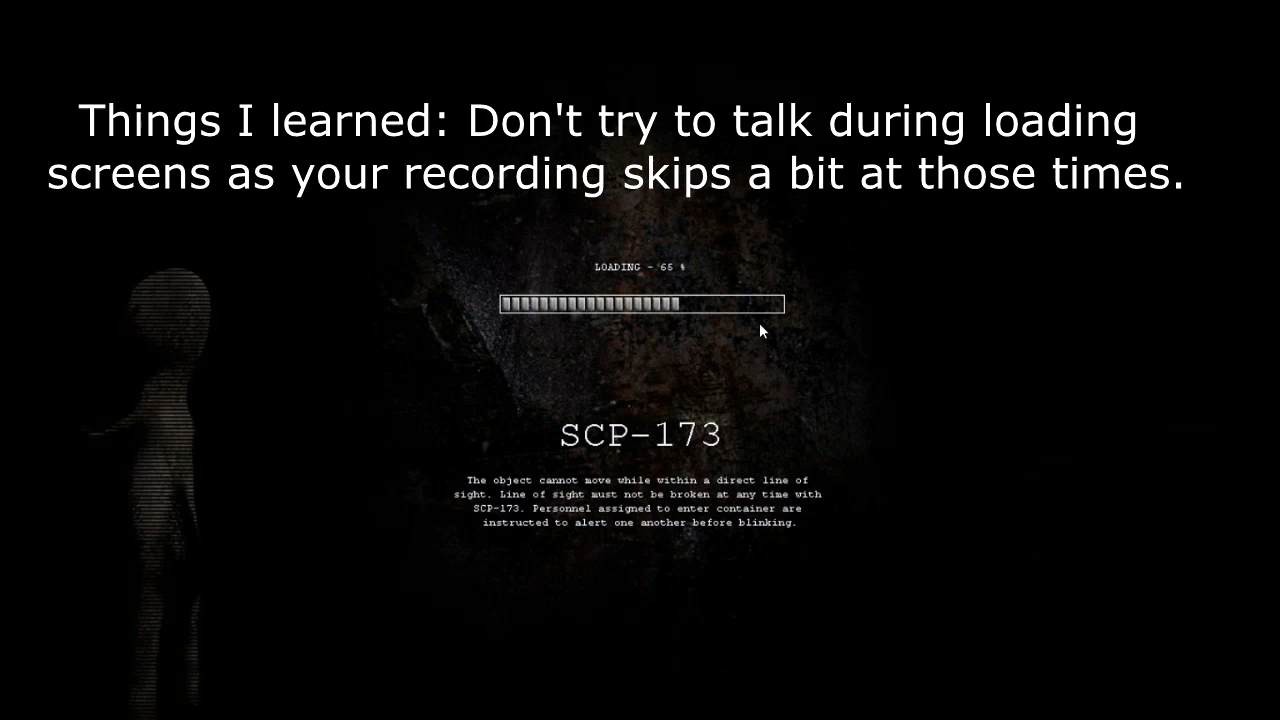 Things I learned: Don't try to talk during loading
screens as your recording skips a bit at those times.
LOADING - 65 %
SCP-173
The object cannot move while within a direct line of
sight. Line of sight must not be broken at any time with
SCP-173. Personnel assigned to enter container are
instructed to alert one another before blinking.